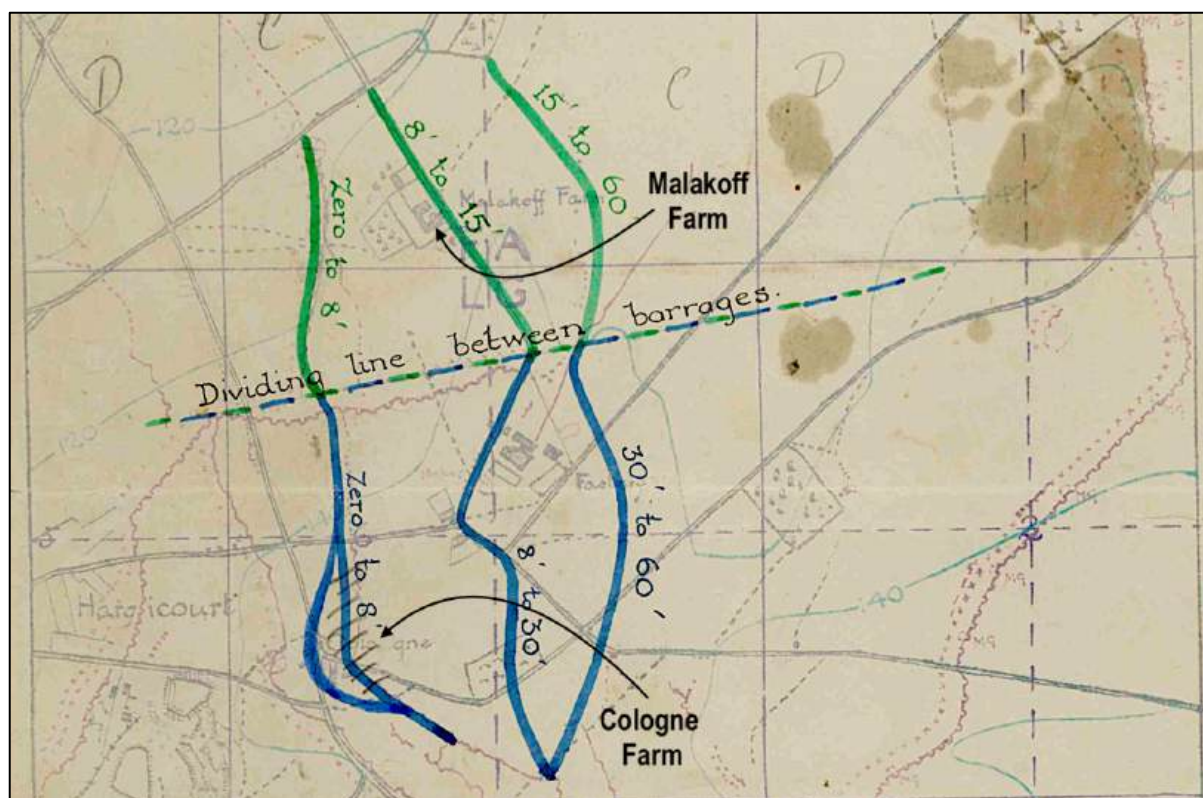 C
D
C
D
120
15' to
60
8' to
15'
Zero to 8'
Malakoff Farm
Malakoff
Farm
Dividing line between barrages.
120
Zero to 8'
8' to 30'
30' to 60'
40
Hargicourt
Cologne
Cologne
Farm